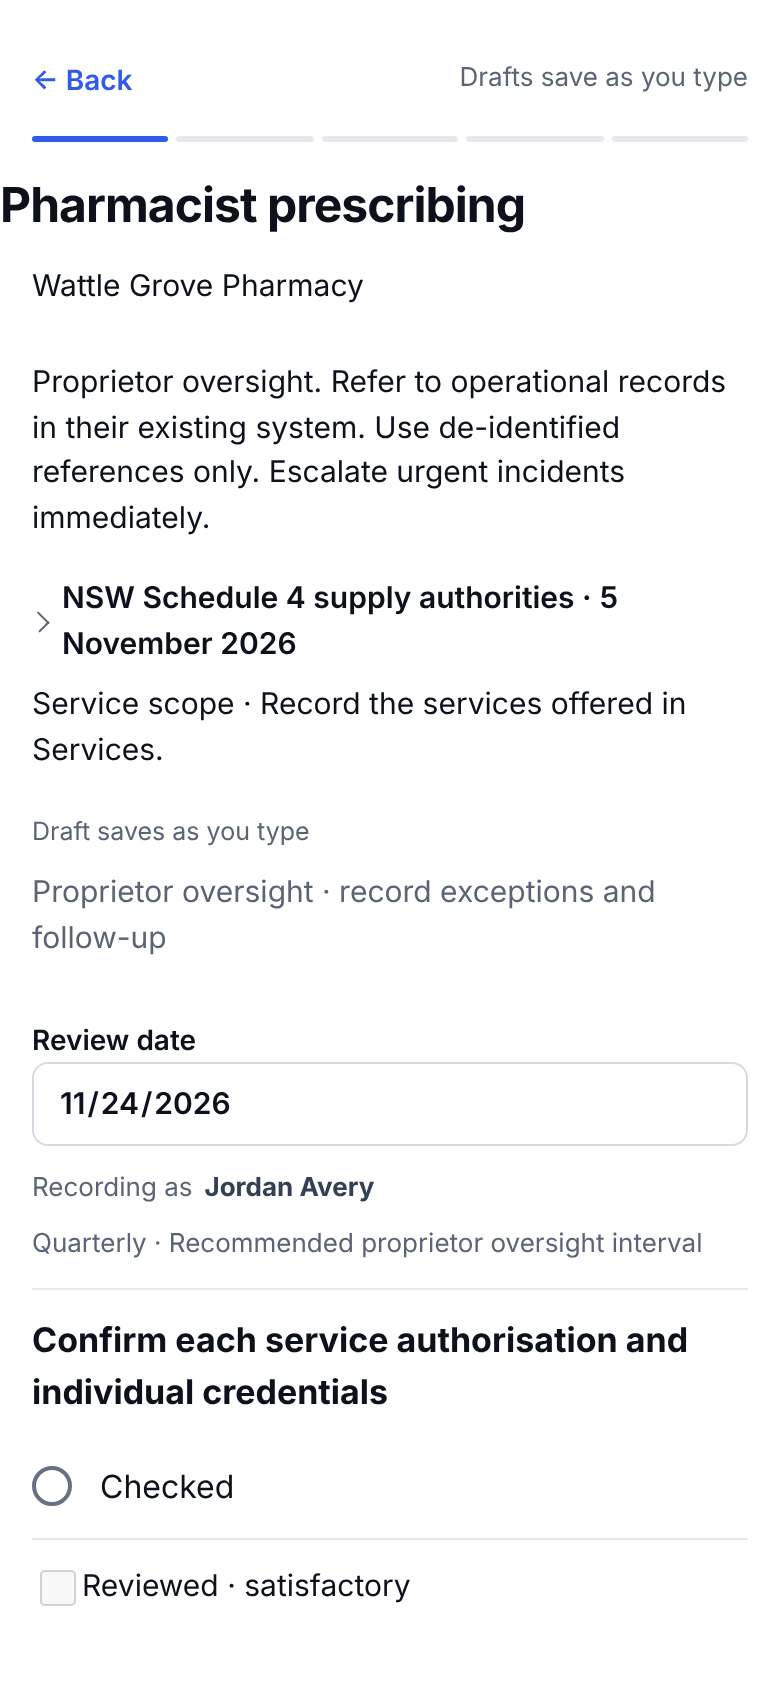 ← Back
Drafts save as you type
Pharmacist prescribing
Wattle Grove Pharmacy
Proprietor oversight. Refer to operational records
in their existing system. Use de-identified
references only. Escalate urgent incidents
immediately.
NSW Schedule 4 supply authorities · 5
November 2026
Service scope · Record the services offered in
Services.
Draft saves as you type
Proprietor oversight · record exceptions and
follow-up
Review date
11/24/2026
Recording as Jordan Avery
Quarterly · Recommended proprietor oversight interval
Confirm each service authorisation and
individual credentials
Checked
Reviewed · satisfactory